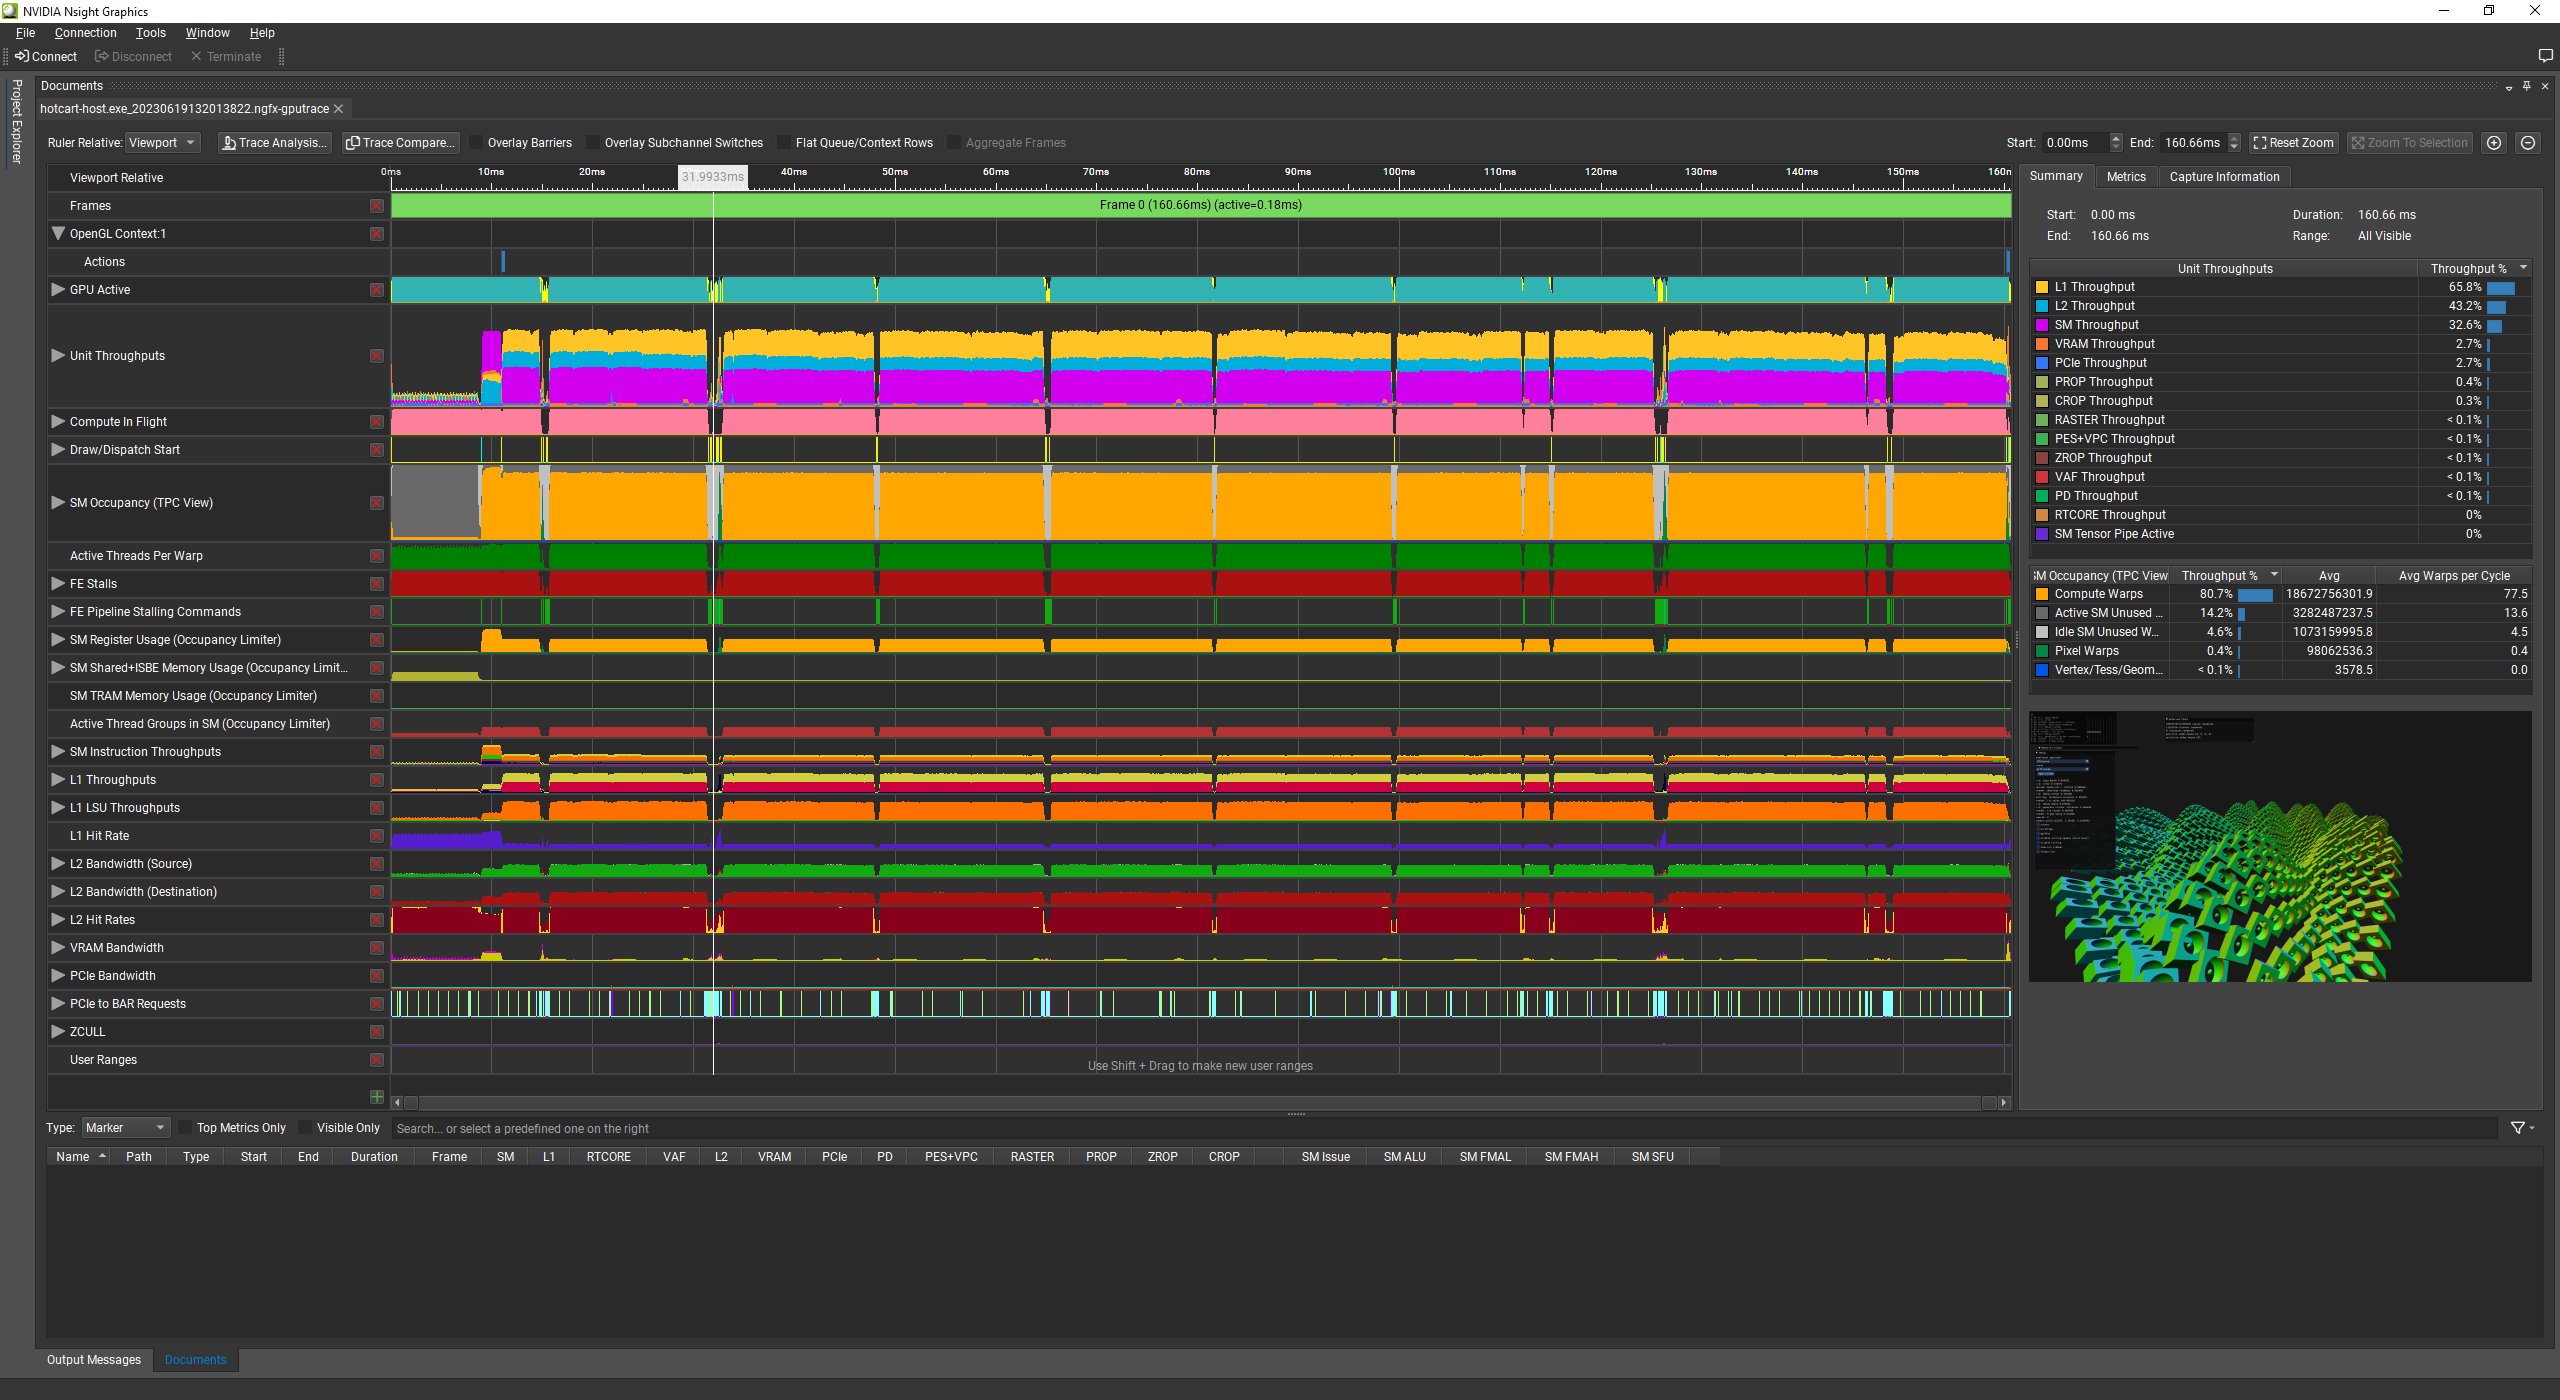 NVIDIA Nsight Graphics
File Connection Tools Window Help
Connect Disconnect Terminate
Project Explorer
Documents
hotcart-host.exe_20230619132013822.ngfx-gputrace
Ruler Relative: Viewport Trace Analysis... Trace Compare... Overlay Barriers Overlay Subchannel Switches Flat Queue/Context Rows Aggregate Frames Start: 0.00ms End: 160.66ms Reset Zoom Zoom To Selection
Viewport Relative 0ms 10ms 20ms 31.9933ms 40ms 50ms 60ms 70ms 80ms 90ms 100ms 110ms 120ms 130ms 140ms 150ms 160m
Frames Frame 0 (160.66ms) (active=0.18ms)
OpenGL Context:1
Actions
GPU Active
Unit Throughputs
Compute In Flight
Draw/Dispatch Start
SM Occupancy (TPC View)
Active Threads Per Warp
FE Stalls
FE Pipeline Stalling Commands
SM Register Usage (Occupancy Limiter)
SM Shared+ISBE Memory Usage (Occupancy Limit...
SM TRAM Memory Usage (Occupancy Limiter)
Active Thread Groups in SM (Occupancy Limiter)
SM Instruction Throughputs
L1 Throughputs
L1 LSU Throughputs
L1 Hit Rate
L2 Bandwidth (Source)
L2 Bandwidth (Destination)
L2 Hit Rates
VRAM Bandwidth
PCIe Bandwidth
PCIe to BAR Requests
ZCULL
User Ranges Use Shift + Drag to make new user ranges
Summary Metrics Capture Information
Start: 0.00 ms Duration: 160.66 ms
End: 160.66 ms Range: All Visible
Unit Throughputs Throughput %
L1 Throughput 65.8%
L2 Throughput 43.2%
SM Throughput 32.6%
VRAM Throughput 2.7%
PCIe Throughput 2.7%
PROP Throughput 0.4%
CROP Throughput 0.3%
RASTER Throughput < 0.1%
PES+VPC Throughput < 0.1%
ZROP Throughput < 0.1%
VAF Throughput < 0.1%
PD Throughput < 0.1%
RTCORE Throughput 0%
SM Tensor Pipe Active 0%
SM Occupancy (TPC View Throughput % Avg Avg Warps per Cycle
Compute Warps 80.7% 18672756301.9 77.5
Active SM Unused ... 14.2% 3282487237.5 13.6
Idle SM Unused W... 4.6% 1073159995.8 4.5
Pixel Warps 0.4% 98062536.3 0.4
Vertex/Tess/Geom... < 0.1% 3578.5 0.0
Type: Marker Top Metrics Only Visible Only Search... or select a predefined one on the right
Name Path Type Start End Duration Frame SM L1 RTCORE VAF L2 VRAM PCIe PD PES+VPC RASTER PROP ZROP CROP SM Issue SM ALU SM FMAL SM FMAH SM SFU
Output Messages Documents